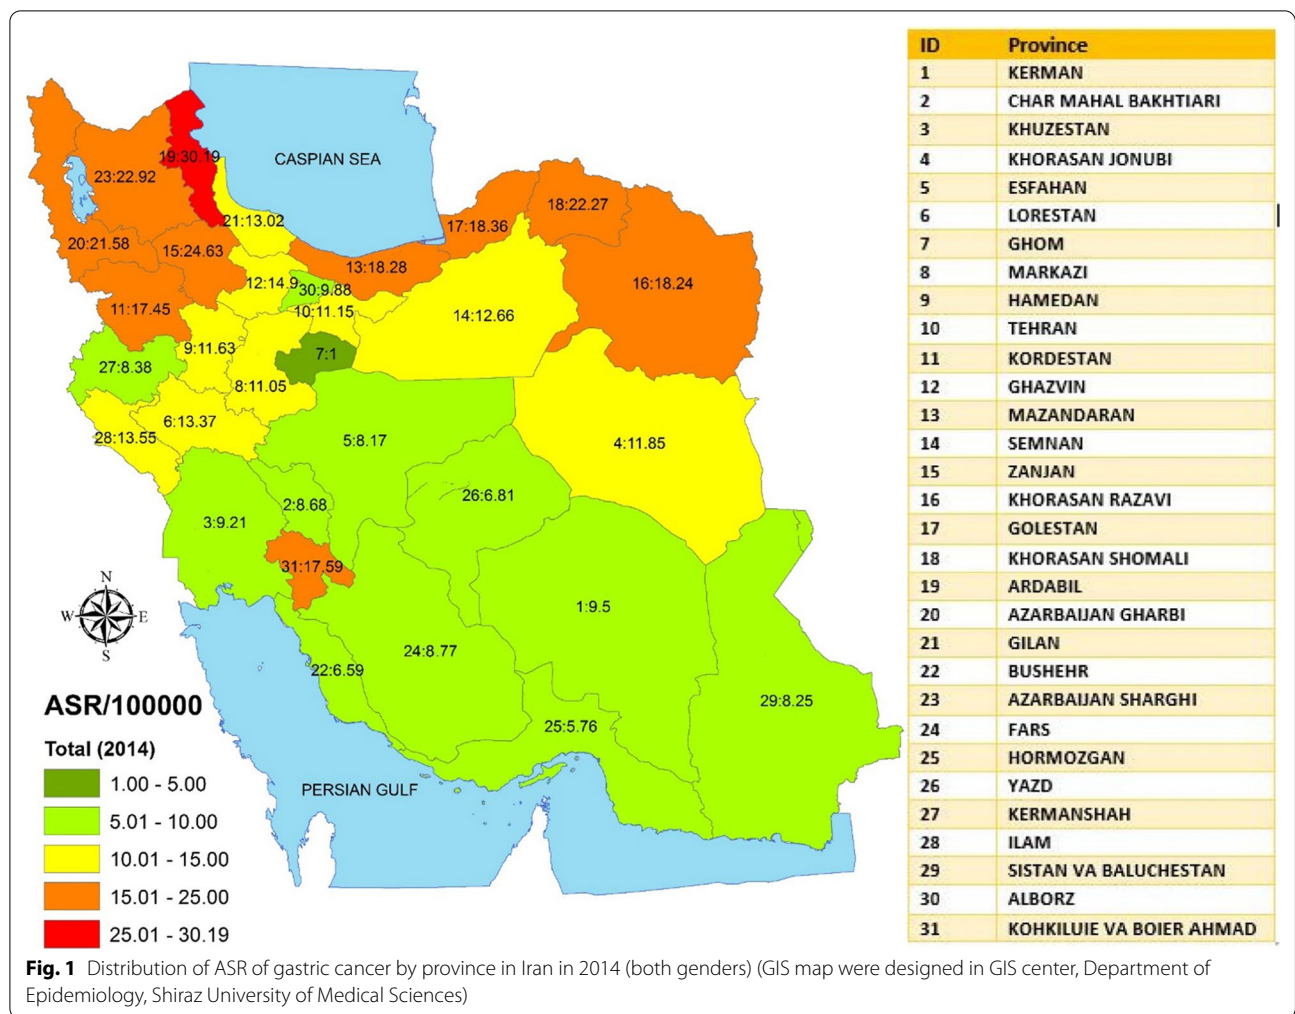 CASPIAN SEA
19:30.19
23:22.92
18:22.27
21:13.02
17:18.36
20:21.58
15:24.63
13:18.28
12:14.9
30:9.88
16:18.24
11:17.45
10:11.15
14:12.66
9:11.63
7:1
27:8.38
8:11.05
6:13.37
28:13.55
5:8.17
4:11.85
26:6.81
2:8.68
3:9.21
31:17.59
1:9.5
24:8.77
22:6.59
29:8.25
25:5.76
PERSIAN GULF
N
W E
S
ASR/100000
Total (2014)
1.00 - 5.00
5.01 - 10.00
10.01 - 15.00
15.01 - 25.00
25.01 - 30.19
ID Province
1 KERMAN
2 CHAR MAHAL BAKHTIARI
3 KHUZESTAN
4 KHORASAN JONUBI
5 ESFAHAN
6 LORESTAN
7 GHOM
8 MARKAZI
9 HAMEDAN
10 TEHRAN
11 KORDESTAN
12 GHAZVIN
13 MAZANDARAN
14 SEMNAN
15 ZANJAN
16 KHORASAN RAZAVI
17 GOLESTAN
18 KHORASAN SHOMALI
19 ARDABIL
20 AZARBAIJAN GHARBI
21 GILAN
22 BUSHEHR
23 AZARBAIJAN SHARGHI
24 FARS
25 HORMOZGAN
26 YAZD
27 KERMANSHAH
28 ILAM
29 SISTAN VA BALUCHESTAN
30 ALBORZ
31 KOHKILUIE VA BOIER AHMAD
Fig. 1 Distribution of ASR of gastric cancer by province in Iran in 2014 (both genders) (GIS map were designed in GIS center, Department of
Epidemiology, Shiraz University of Medical Sciences)